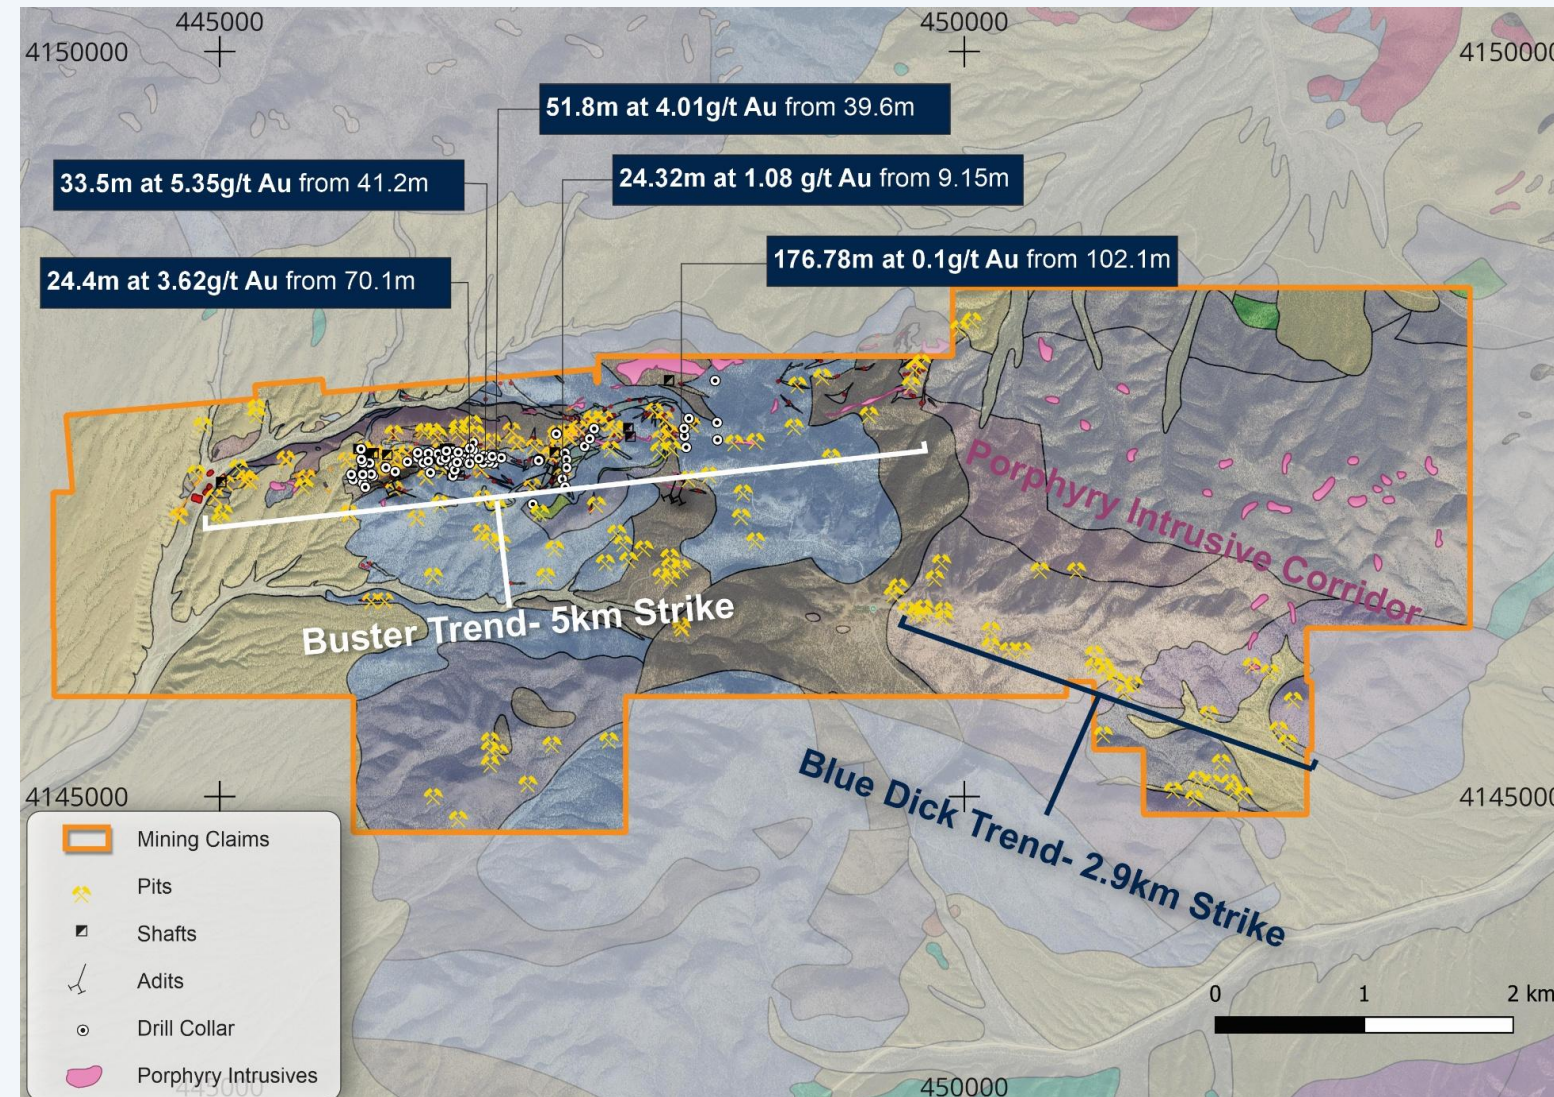 445000
450000
4150000
4150000
51.8m at 4.01g/t Au from 39.6m
33.5m at 5.35g/t Au from 41.2m
24.32m at 1.08 g/t Au from 9.15m
176.78m at 0.1g/t Au from 102.1m
24.4m at 3.62g/t Au from 70.1m
Porphyry Intrusive Corridor
Buster Trend- 5km Strike
Blue Dick Trend- 2.9km Strike
4145000
4145000
Mining Claims
Pits
Shafts
Adits
Drill Collar
Porphyry Intrusives
0 1 2 km
445000
450000